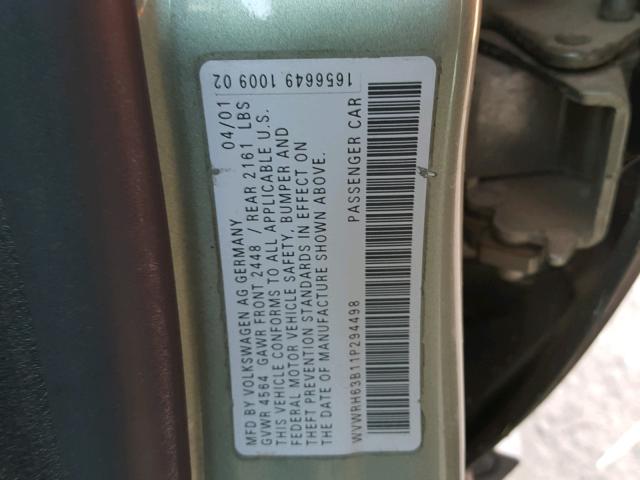 1656649 1009 02
MFD BY VOLKSWAGEN AG GERMANY 04/01
GVWR 4564 GAWR FRONT 2448 / REAR 2161 LBS
THIS VEHICLE CONFORMS TO ALL APPLICABLE U.S.
FEDERAL MOTOR VEHICLE SAFETY, BUMPER AND
THEFT PREVENTION STANDARDS IN EFFECT ON
THE DATE OF MANUFACTURE SHOWN ABOVE.
WVWRH63B11P294498 PASSENGER CAR